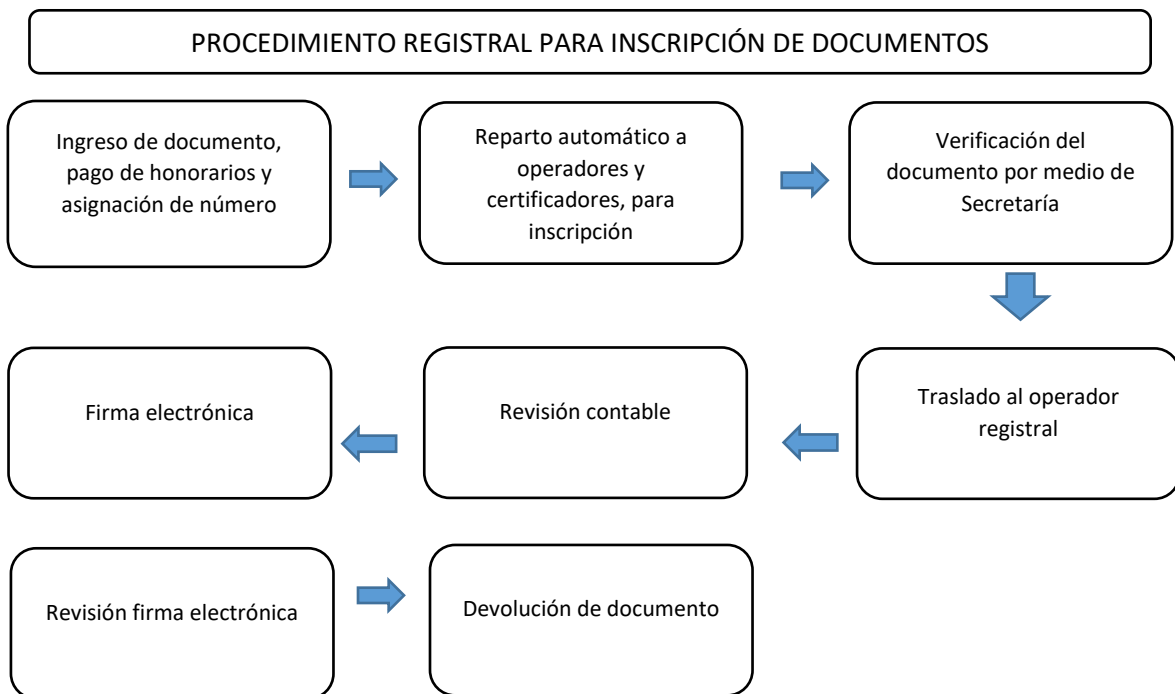 PROCEDIMIENTO REGISTRAL PARA INSCRIPCIÓN DE DOCUMENTOS
Ingreso de documento,
pago de honorarios y
asignación de número
Reparto automático a
operadores y
certificadores, para
inscripción
Verificación del
documento por medio de
Secretaría
Traslado al operador
registral
Revisión contable
Firma electrónica
Revisión firma electrónica
Devolución de documento